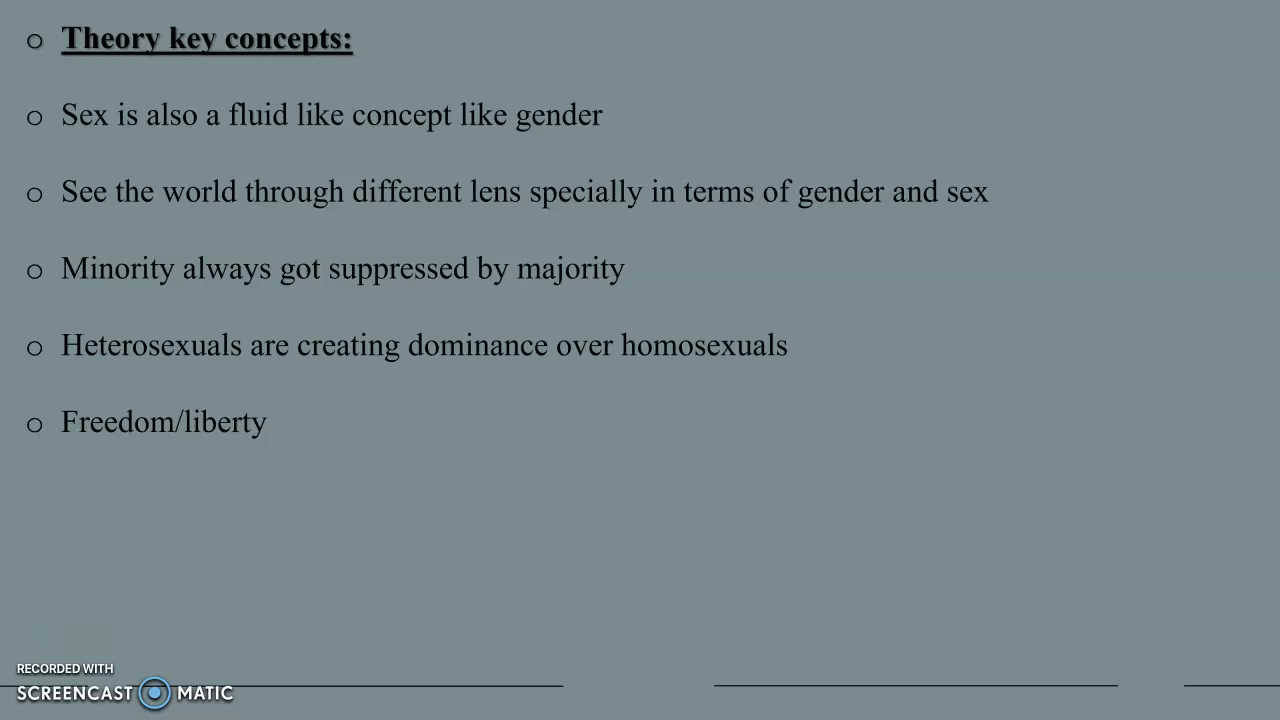 Theory key concepts:
Sex is also a fluid like concept like gender
See the world through different lens specially in terms of gender and sex
Minority always got suppressed by majority
Heterosexuals are creating dominance over homosexuals
Freedom/liberty
RECORDED WITH
SCREENCAST MATIC